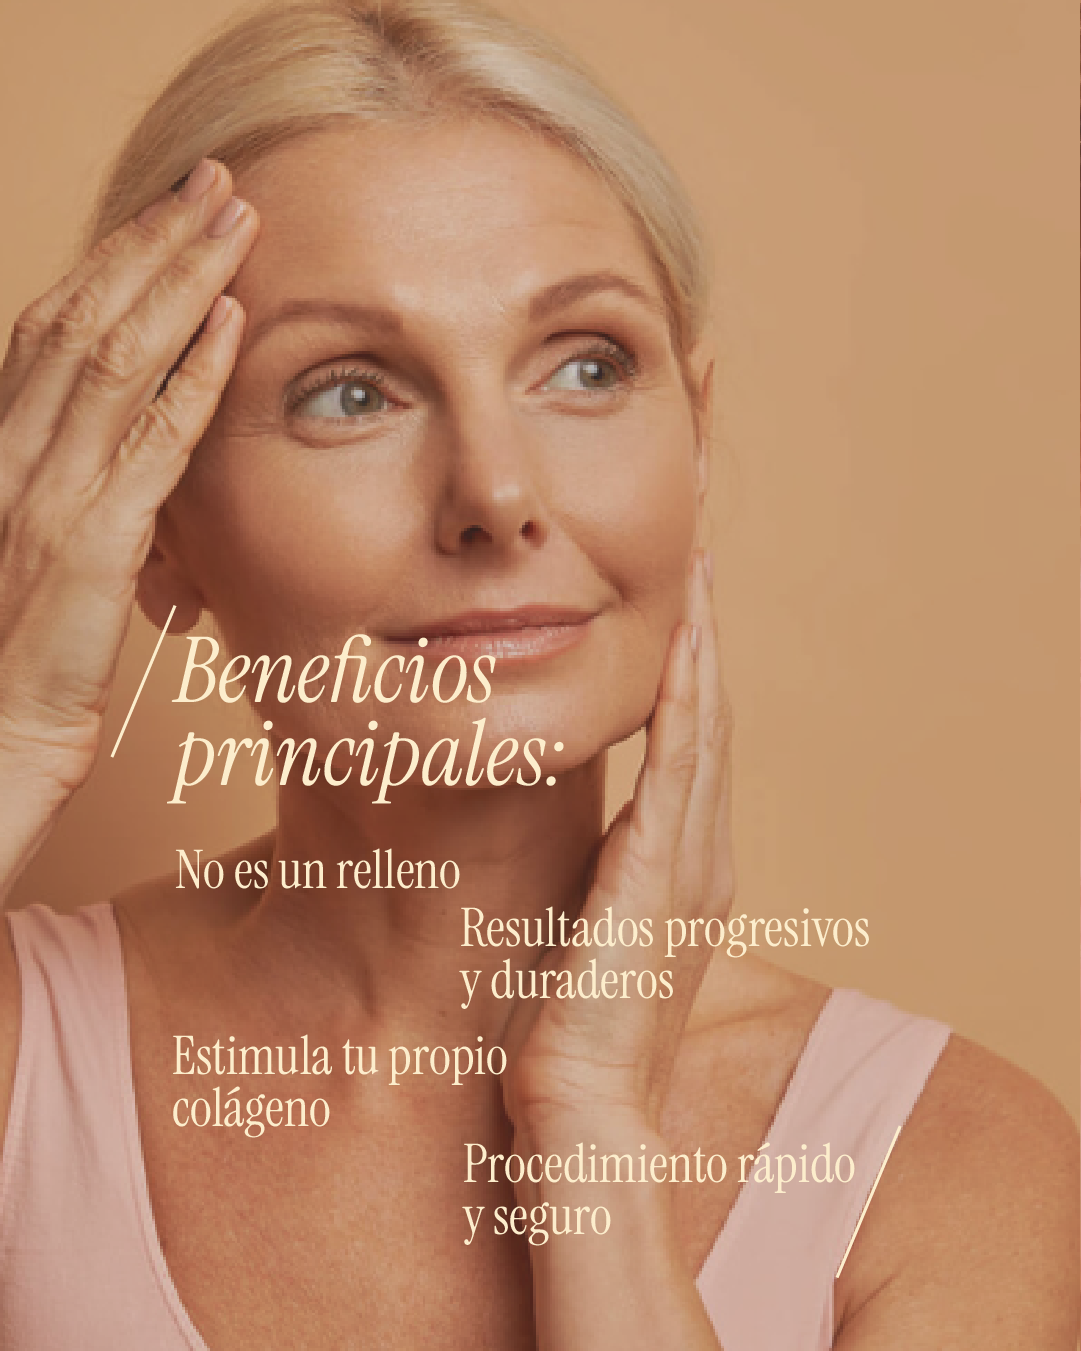 Beneficios
principales:
No es un relleno
Resultados progresivos
y duraderos
Estimula tu propio
colágeno
Procedimiento rápido
y seguro